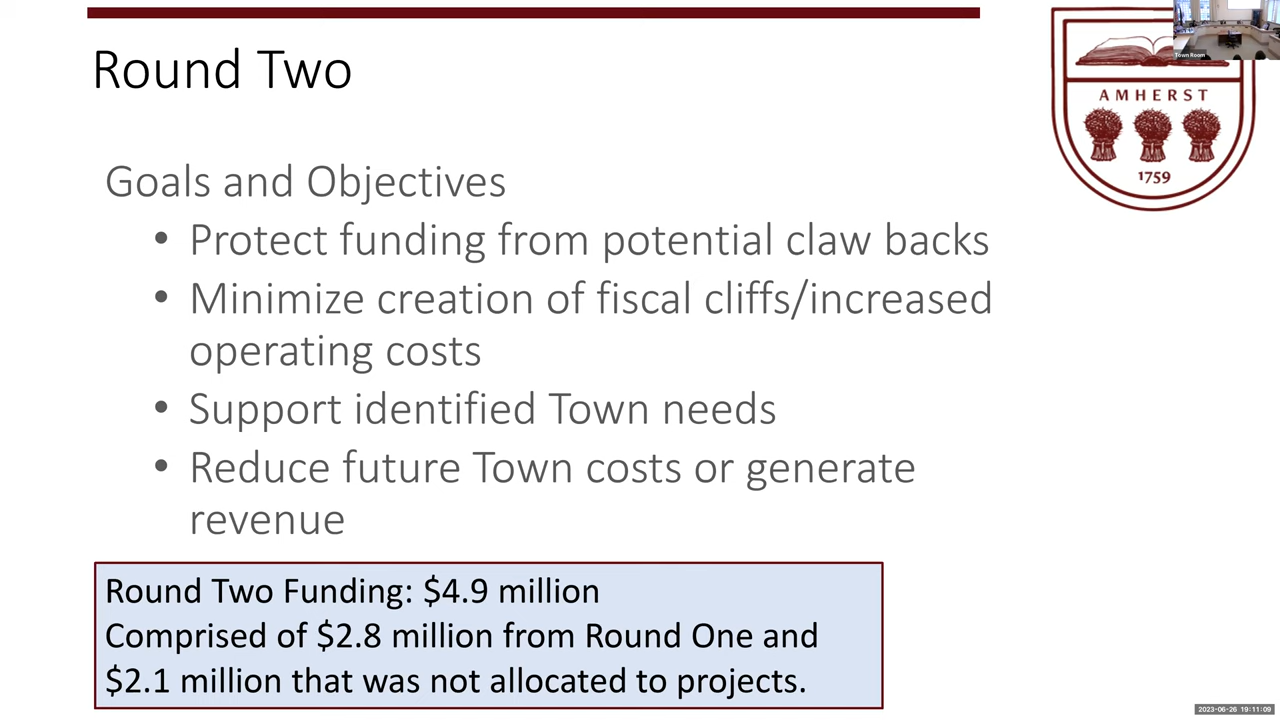 Round Two
Goals and Objectives
• Protect funding from potential claw backs
• Minimize creation of fiscal cliffs/increased
operating costs
• Support identified Town needs
• Reduce future Town costs or generate
revenue
Round Two Funding: $4.9 million
Comprised of $2.8 million from Round One and
$2.1 million that was not allocated to projects.
Town Room
AMHERST
1759
2023-06-26 19:11:09